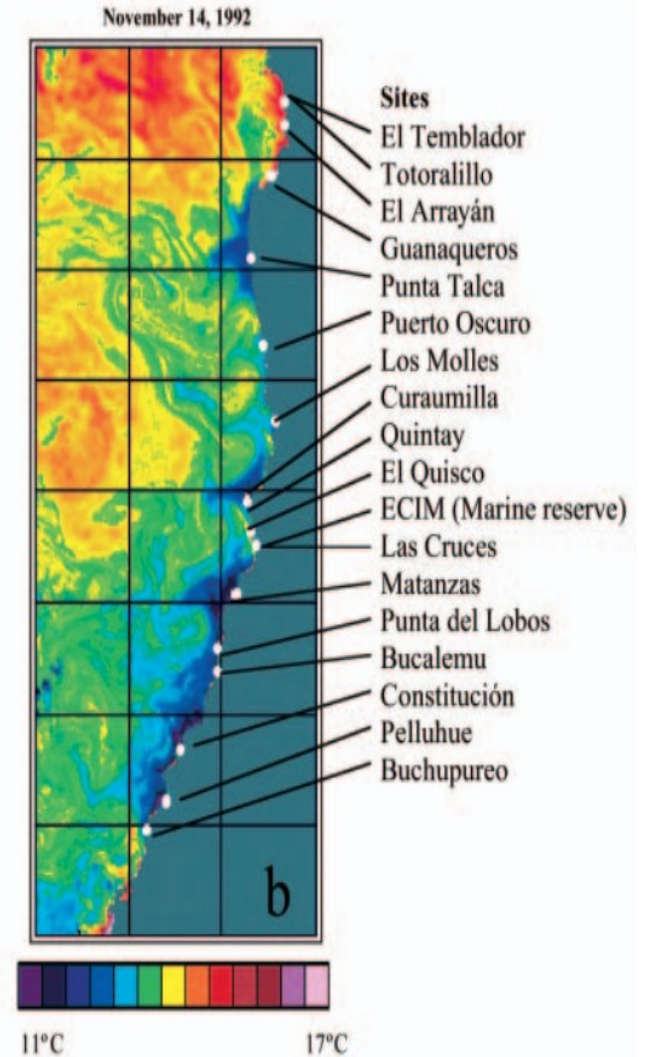 November 14, 1992
Sites
El Temblador
Totoralillo
El Arrayán
Guanaqueros
Punta Talca
Puerto Oscuro
Los Molles
Curaumilla
Quintay
El Quisco
ECIM (Marine reserve)
Las Cruces
Matanzas
Punta del Lobos
Bucalemu
Constitución
Pelluhue
Buchupureo
b
11ºC 17ºC